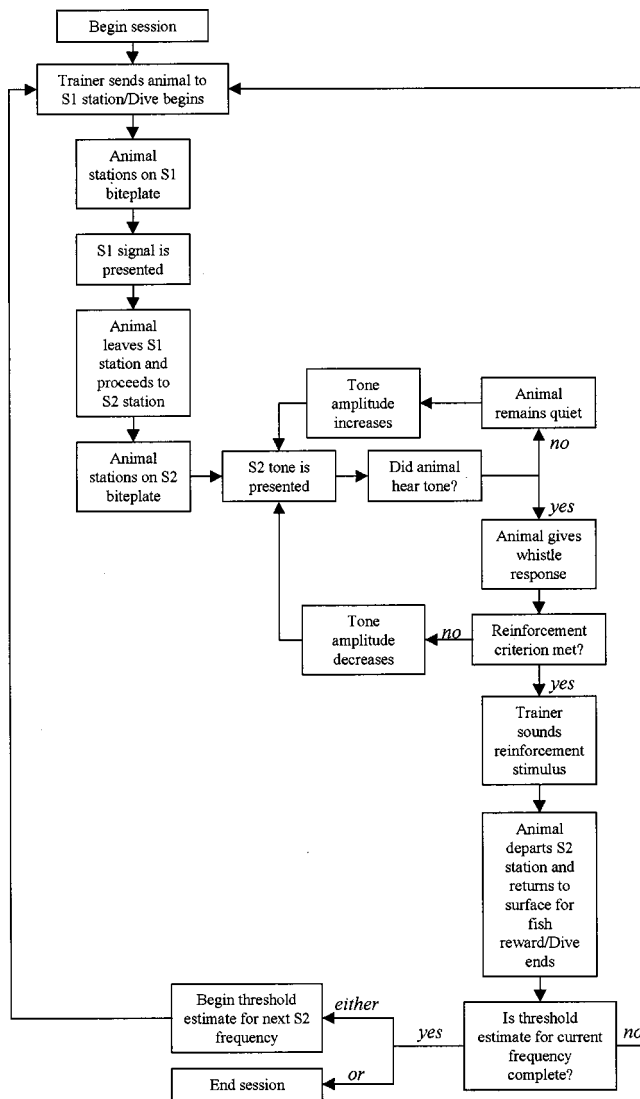 Begin session
Trainer sends animal to
S1 station/Dive begins
Animal
stations on S1
biteplate
S1 signal is
presented
Animal
leaves S1
station and
proceeds to
S2 station
Animal
stations on S2
biteplate
S2 tone is
presented
Did animal
hear tone?
no
Animal
remains quiet
Tone
amplitude
increases
yes
Animal gives
whistle
response
Reinforcement
criterion met?
no
Tone
amplitude
decreases
yes
Trainer
sounds
reinforcement
stimulus
Animal
departs S2
station and
returns to
surface for
fish
reward/Dive
ends
Is threshold
estimate for
current
frequency
complete?
no
yes
either
Begin threshold
estimate for next S2
frequency
or
End session